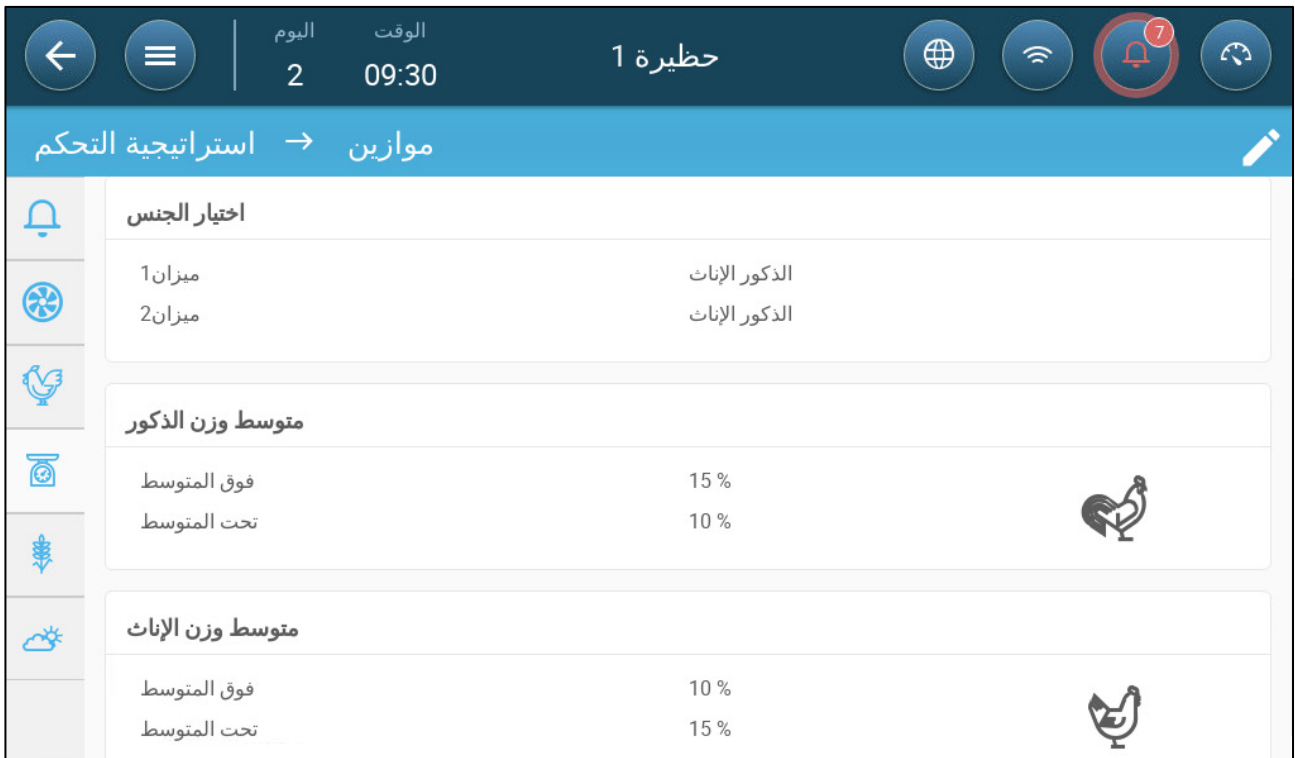 اليوم
الوقت
2
09:30
حظيرة 1
7
استراتيجية التحكم → موازين
اختيار الجنس
ميزان1 الذكور الإناث
ميزان2 الذكور الإناث
متوسط وزن الذكور
فوق المتوسط 15 %
تحت المتوسط 10 %
متوسط وزن الإناث
فوق المتوسط 10 %
تحت المتوسط 15 %